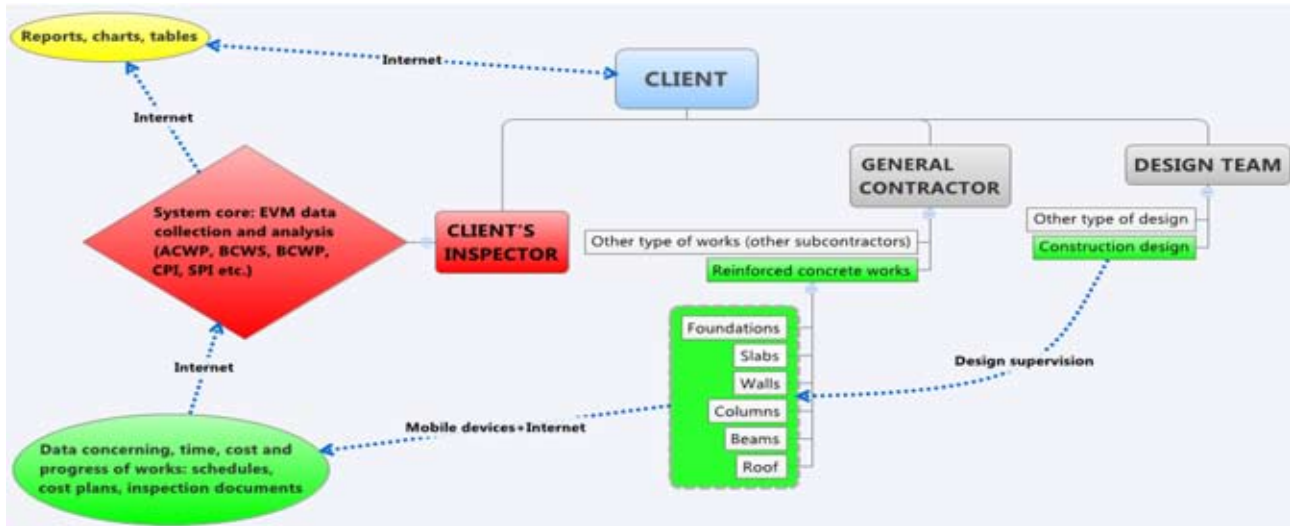 Reports, charts, tables
Internet
CLIENT
Internet
GENERAL
CONTRACTOR
DESIGN TEAM
System core: EVM data
collection and analysis
(ACWP, BCWS, BCWP,
CPI, SPI etc.)
CLIENT'S
INSPECTOR
Other type of works (other subcontractors)
Reinforced concrete works
Other type of design
Construction design
Foundations
Slabs
Walls
Columns
Beams
Roof
Design supervision
Internet
Mobile devices+Internet
Data concerning, time, cost and
progress of works: schedules,
cost plans, inspection documents